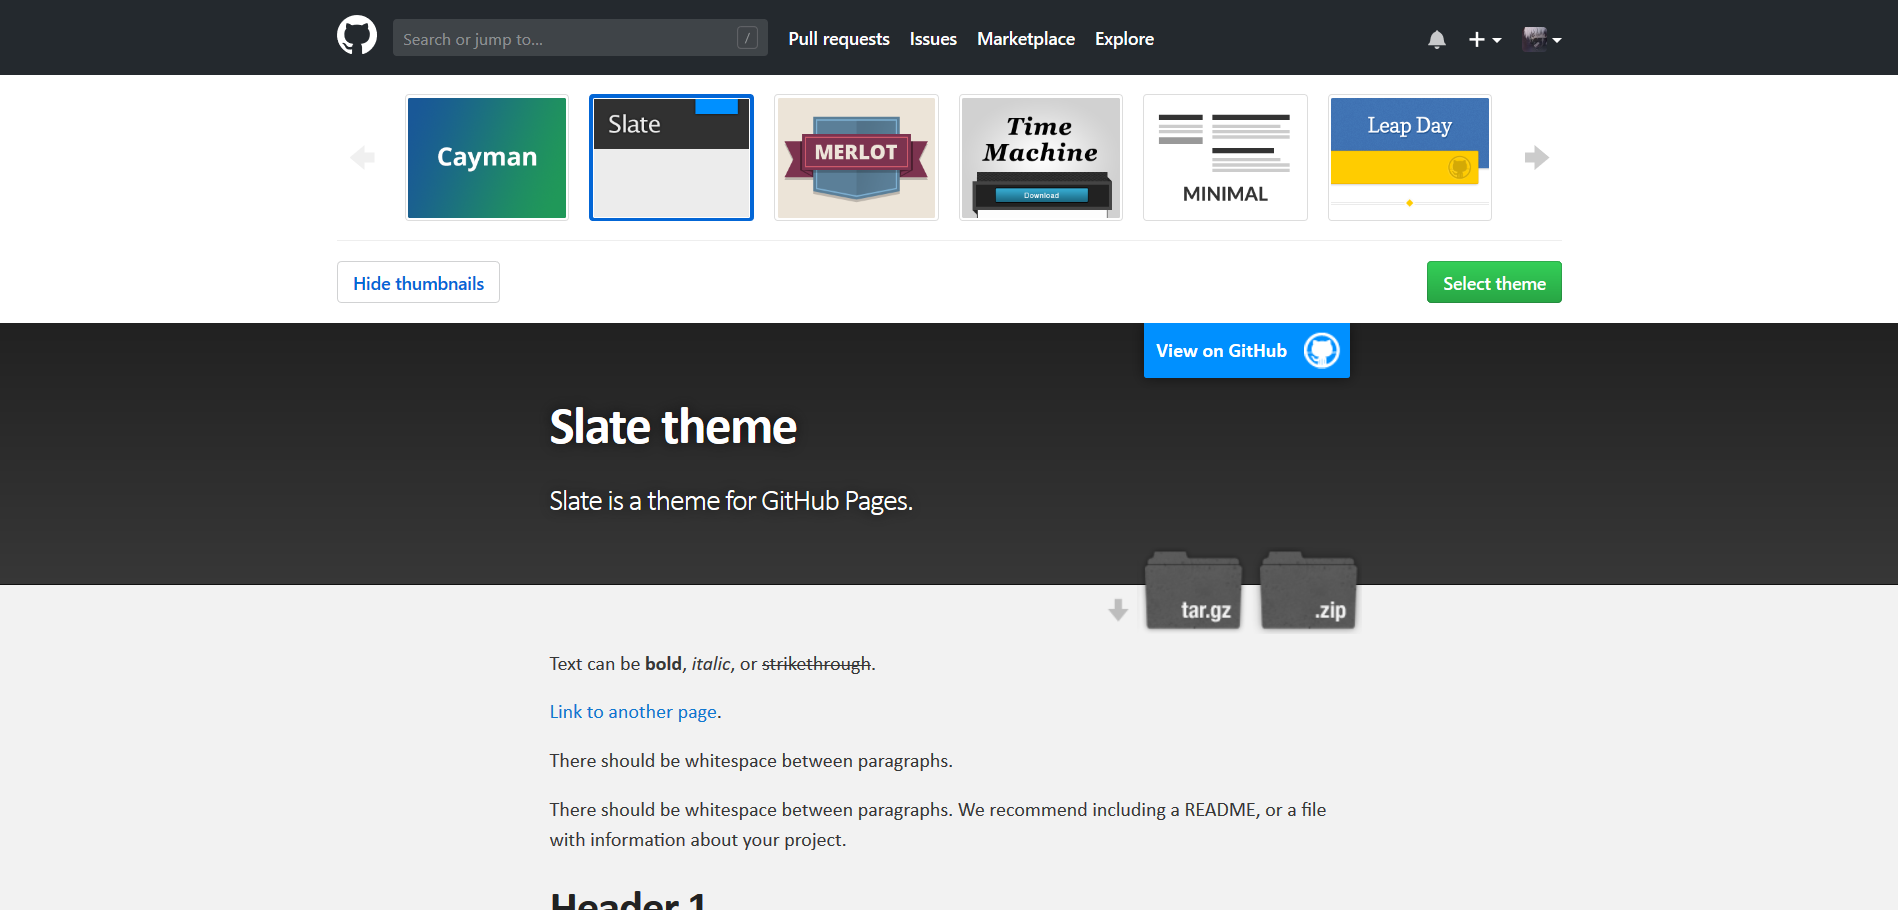 Search or jump to...
/
Pull requests
Issues
Marketplace
Explore
Cayman
Slate
MERLOT
Time
Machine
Download
MINIMAL
Leap Day
Hide thumbnails
Select theme
View on GitHub
Slate theme
Slate is a theme for GitHub Pages.
tar.gz
.zip
Text can be bold, italic, or strikethrough.
Link to another page.
There should be whitespace between paragraphs.
There should be whitespace between paragraphs. We recommend including a README, or a file
with information about your project.
Header 1